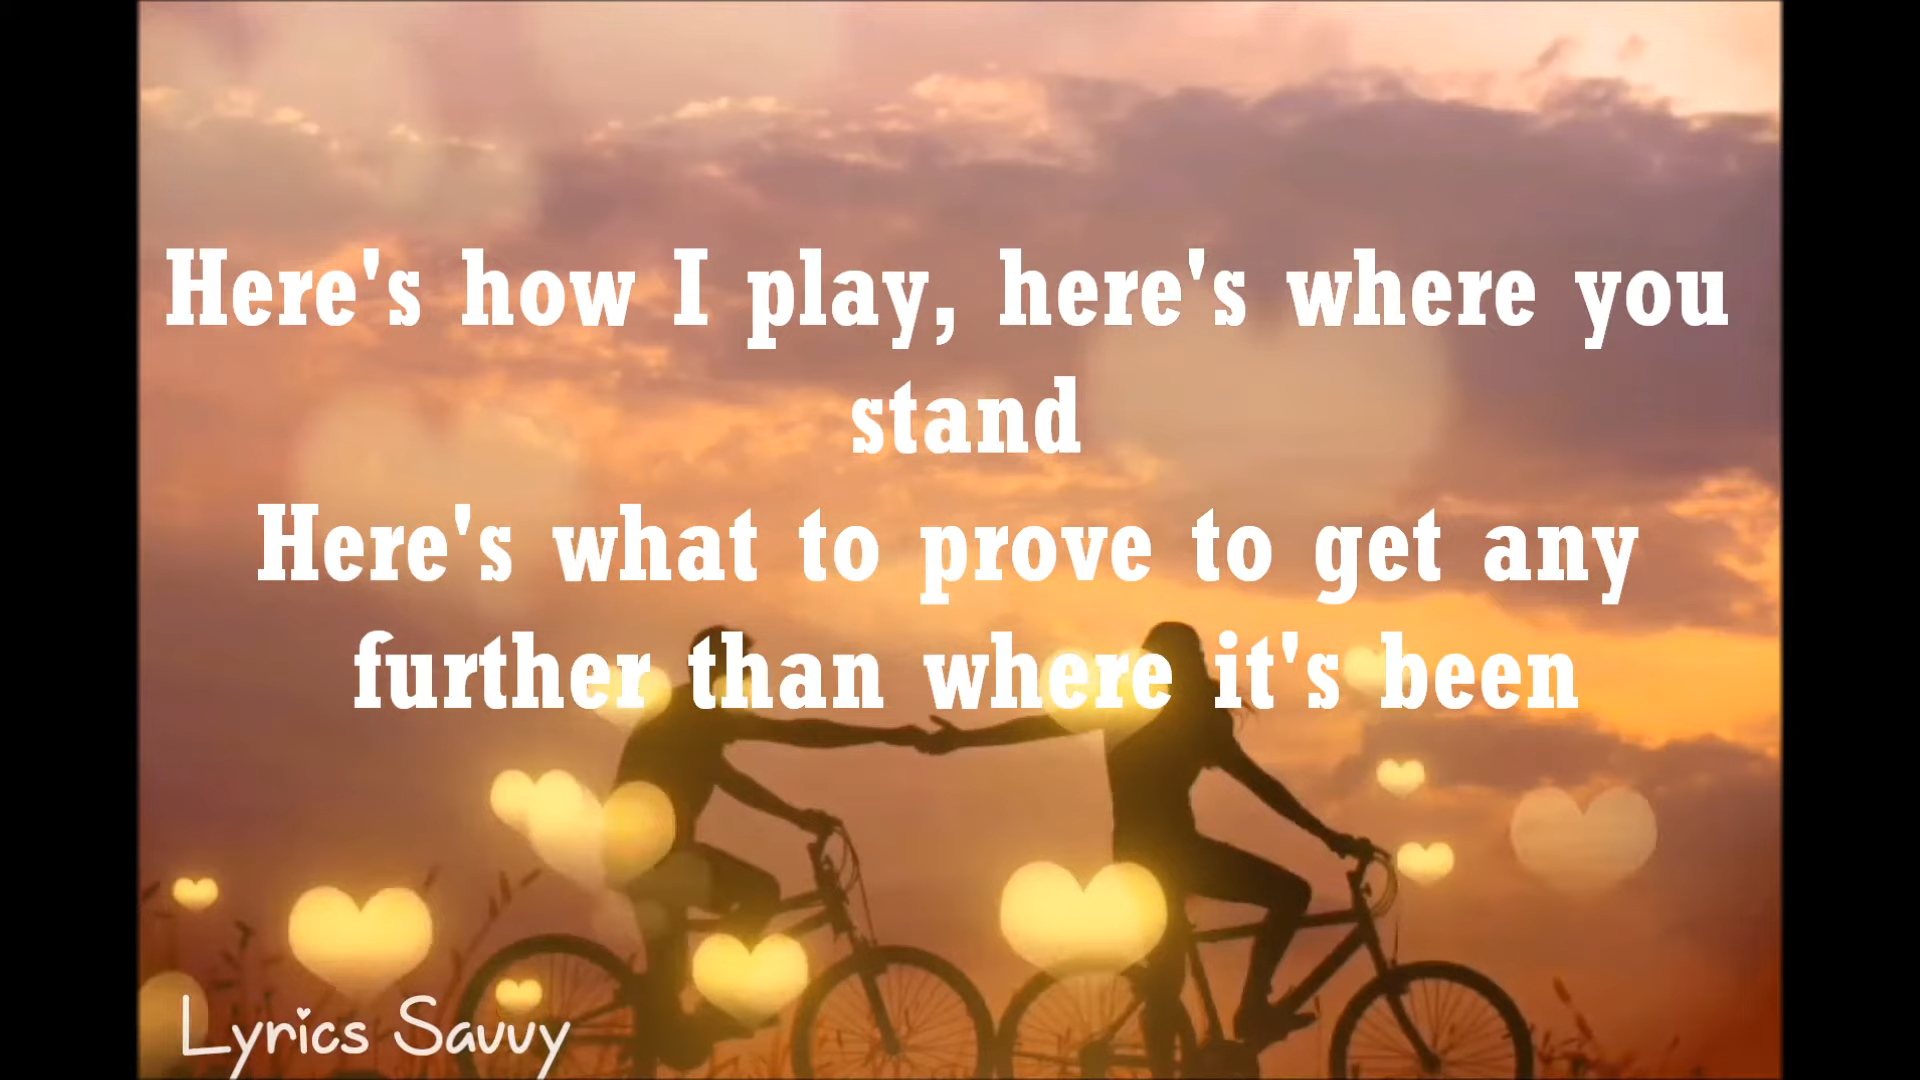 Here's how I play, here's where you
stand
Here's what to prove to get any
further than where it's been
Lyrics Savvy